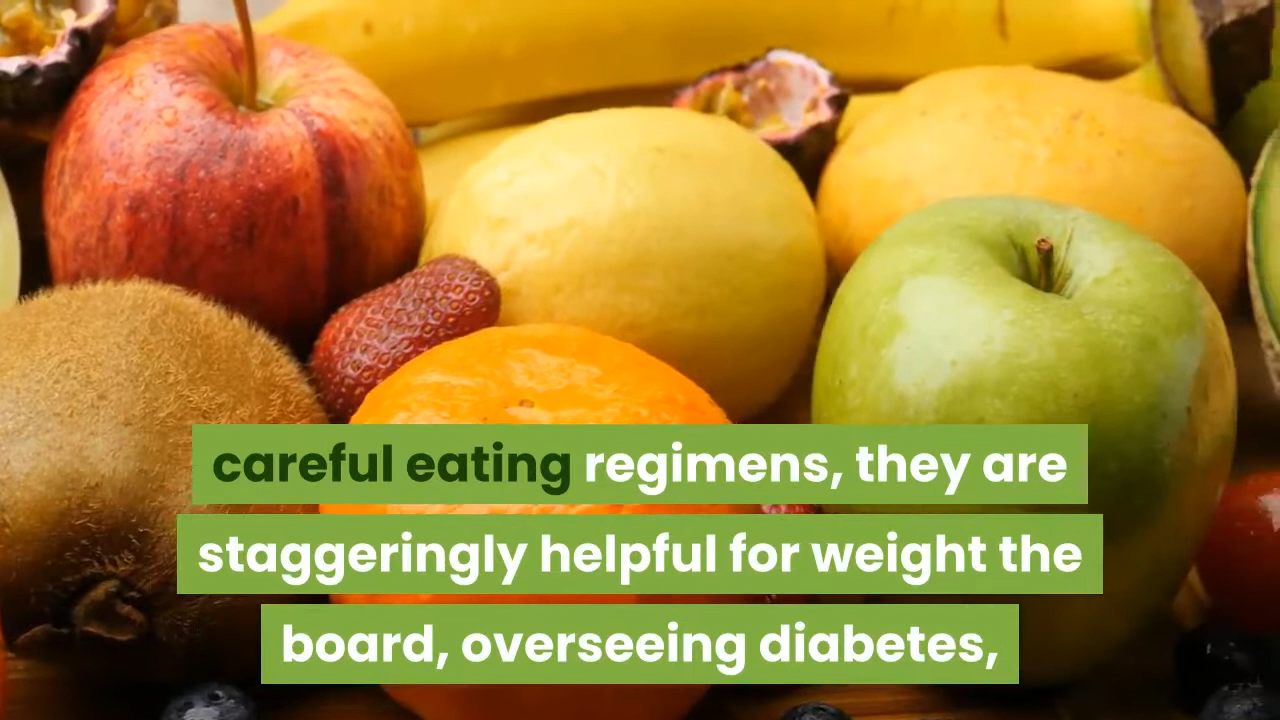 careful eating regimens, they are
staggeringly helpful for weight the
board, overseeing diabetes,